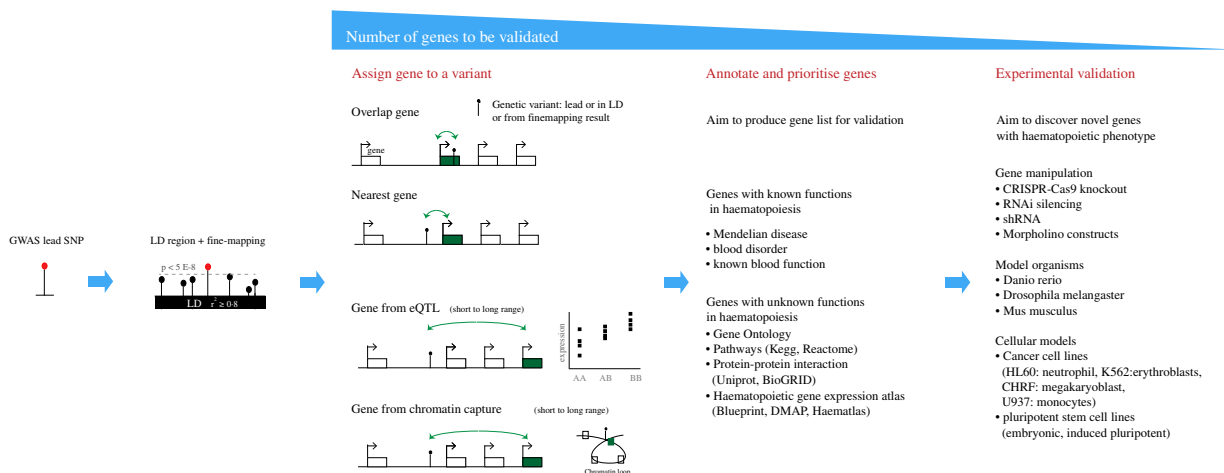 Number of genes to be validated
GWAS lead SNP
LD region + fine-mapping
p < 5 E-8
LD r² ≥ 0·8
Assign gene to a variant
Overlap gene
Genetic variant: lead or in LD
or from finemapping result
gene
Nearest gene
Gene from eQTL (short to long range)
expression
AA AB BB
Gene from chromatin capture (short to long range)
Chromatin loop
Annotate and prioritise genes
Aim to produce gene list for validation
Genes with known functions
in haematopoiesis
• Mendelian disease
• blood disorder
• known blood function
Genes with unknown functions
in haematopoiesis
• Gene Ontology
• Pathways (Kegg, Reactome)
• Protein-protein interaction
(Uniprot, BioGRID)
• Haematopoietic gene expression atlas
(Blueprint, DMAP, Haematlas)
Experimental validation
Aim to discover novel genes
with haematopoietic phenotype
Gene manipulation
• CRISPR-Cas9 knockout
• RNAi silencing
• shRNA
• Morpholino constructs
Model organisms
• Danio rerio
• Drosophila melangaster
• Mus musculus
Cellular models
• Cancer cell lines
(HL60: neutrophil, K562:erythroblasts,
CHRF: megakaryoblast,
U937: monocytes)
• pluripotent stem cell lines
(embryonic, induced pluripotent)